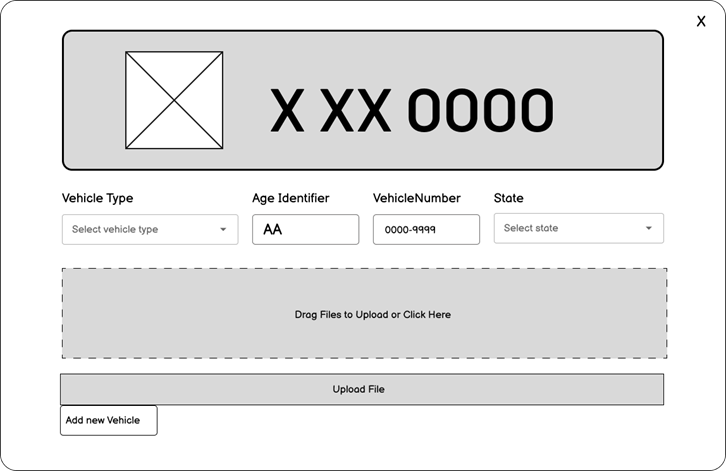 X
X XX 0000
Vehicle Type
Age Identifier
VehicleNumber
State
Select vehicle type
AA
0000-9999
Select state
Drag Files to Upload or Click Here
Upload File
Add new Vehicle